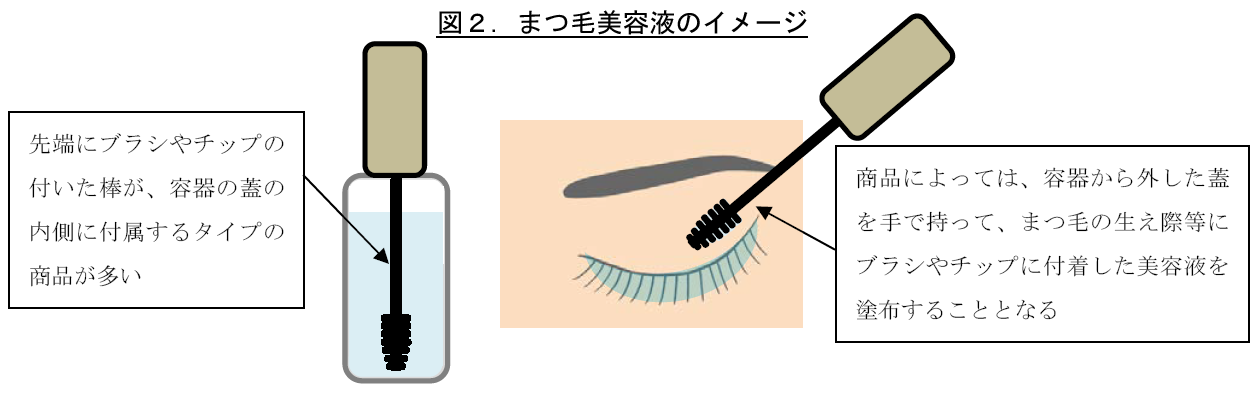 図２．まつ毛美容液のイメージ
先端にブラシやチップの
付いた棒が、容器の蓋の
内側に付属するタイプの
商品が多い
商品によっては、容器から外した蓋
を手で持って、まつ毛の生え際等に
ブラシやチップに付着した美容液を
塗布することとなる